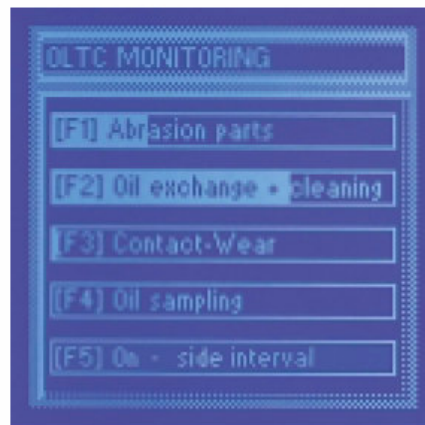 OLTC MONITORING
[F1] Abrasion parts
[F2] Oil exchange + cleaning
[F3] Contact-Wear
[F4] Oil sampling
[F5] On - side interval